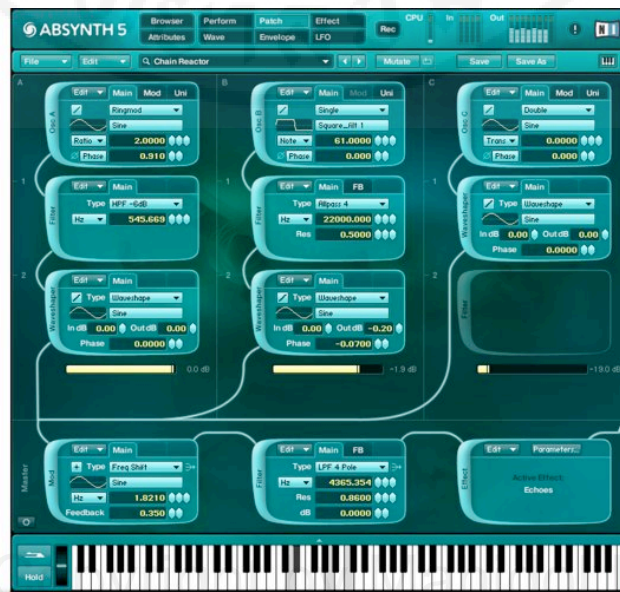 ABSYNTH 5
Browser Perform Patch Effect
Attributes Wave Envelope LFO
Rec CPU In Out
File Edit Chain Reactor Mutate Save Save As
A B C
Edit Main Mod Uni Edit Main Mod Uni Edit Main Mod Uni
Osc A Ringmod Osc B Single Osc C Double
Sine Square_filt 1 Sine
Ratio 2.0000 Note 61.0000 Trans 0.0000
Phase 0.910 Phase 0.000 Phase 0.000
1 1 1
Edit Main Edit Main FB Edit Main
Filter Type HPF -6dB Filter Type Allpass 4 Waveshaper Type Waveshape
Hz 545.669 Hz 22000.000 Sine
Res 0.5000 In dB 0.00 Out dB 0.00
Phase 0.0000
2 2 2
Edit Main Edit Main
Waveshaper Type Waveshape Waveshaper Type Waveshape Filter
Sine Sine
In dB 0.00 Out dB 0.00 In dB 0.00 Out dB -0.20
Phase 0.0000 Phase -0.0700
0.0 dB -1.9 dB -19.0 dB
Master
Edit Main Edit Main FB Edit Parameters..
Mod Type Freq Shift Filter Type LPF 4 Pole Effect
Sine Hz 4365.354 Active Effect:
Hz 1.8210 Res 0.8600 Echoes
Feedback 0.350 dB 0.0000
Hold